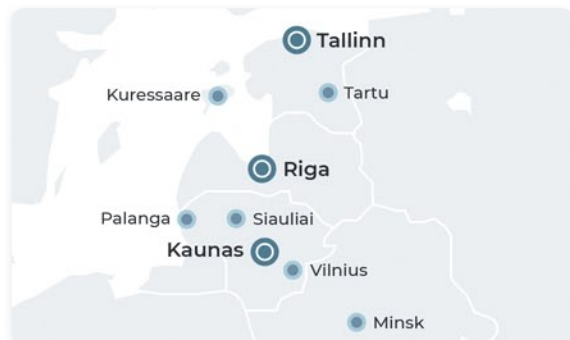 Tallinn
Kuressaare
Tartu
Riga
Palanga
Siauliai
Kaunas
Vilnius
Minsk